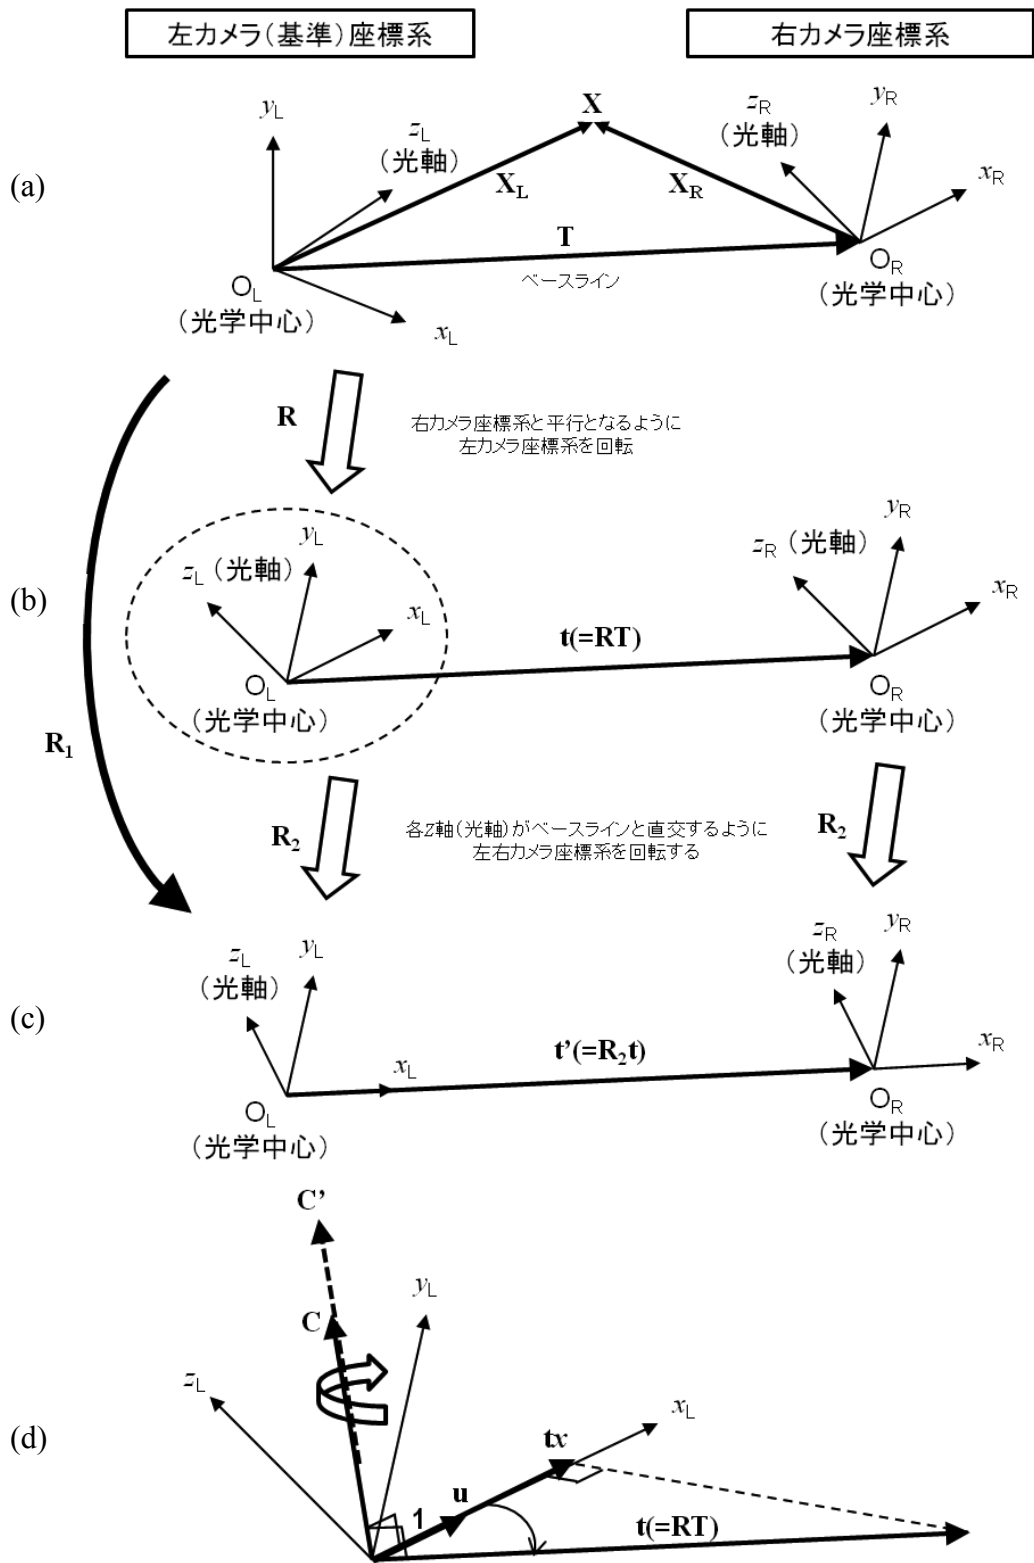 左カメラ(基準)座標系
右カメラ座標系
(a)
yL
zL
(光軸)
X
zR
(光軸)
yR
xR
XL
XR
T
ベースライン
OL
(光学中心)
xL
OR
(光学中心)
R
右カメラ座標系と平行となるように
左カメラ座標系を回転
(b)
yL
zL (光軸)
xL
t(=RT)
yR
zR (光軸)
xR
OL
(光学中心)
OR
(光学中心)
R1
R2
各z軸(光軸)がベースラインと直交するように
左右カメラ座標系を回転する
R2
(c)
zL
(光軸)
yL
xL
t'(=R2t)
zR
(光軸)
yR
xR
OL
(光学中心)
OR
(光学中心)
(d)
C'
C
yL
zL
xL
tx
u
1
t(=RT)